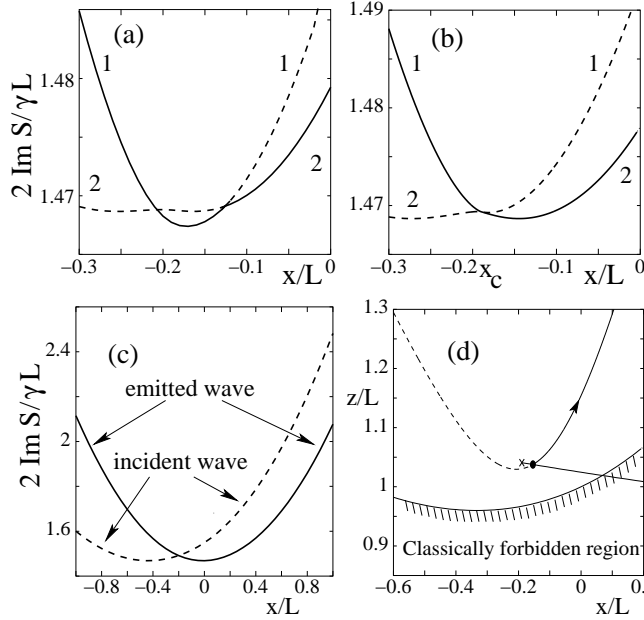 (a)
1
1
2
2
2 Im S/γ L
1.48
1.47
−0.3
−0.2
−0.1
0
x/L
(b)
1
1
2
2
1.49
1.48
1.47
−0.3
−0.2
x_c
−0.1
x/L
0
(c)
emitted wave
incident wave
2 Im S/γ L
2.4
2
1.6
−0.8
−0.4
0
0.4
0.8
x/L
(d)
1.3
1.2
z/L
1.1
1
0.9
x
Classically forbidden region
−0.6
−0.4
−0.2
0
x/L